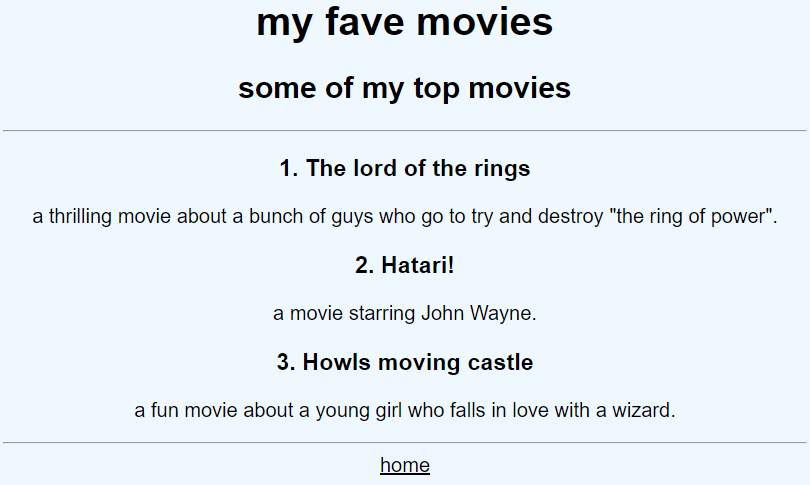 my fave movies
some of my top movies
1. The lord of the rings
a thrilling movie about a bunch of guys who go to try and destroy "the ring of power".
2. Hatari!
a movie starring John Wayne.
3. Howls moving castle
a fun movie about a young girl who falls in love with a wizard.
home